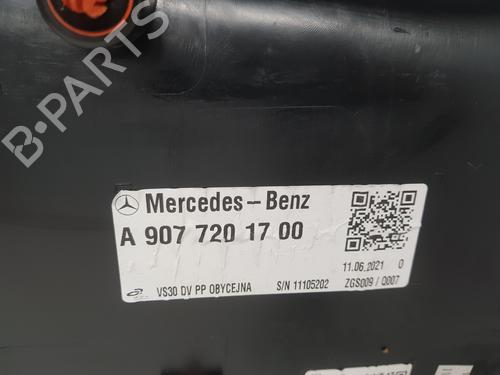 B-PARTS
Mercedes-Benz
A 907 720 17 00
11.06.2021 0
VS30 DV PP OBYCEJNA S/N 11105202 ZGS009 / Q007